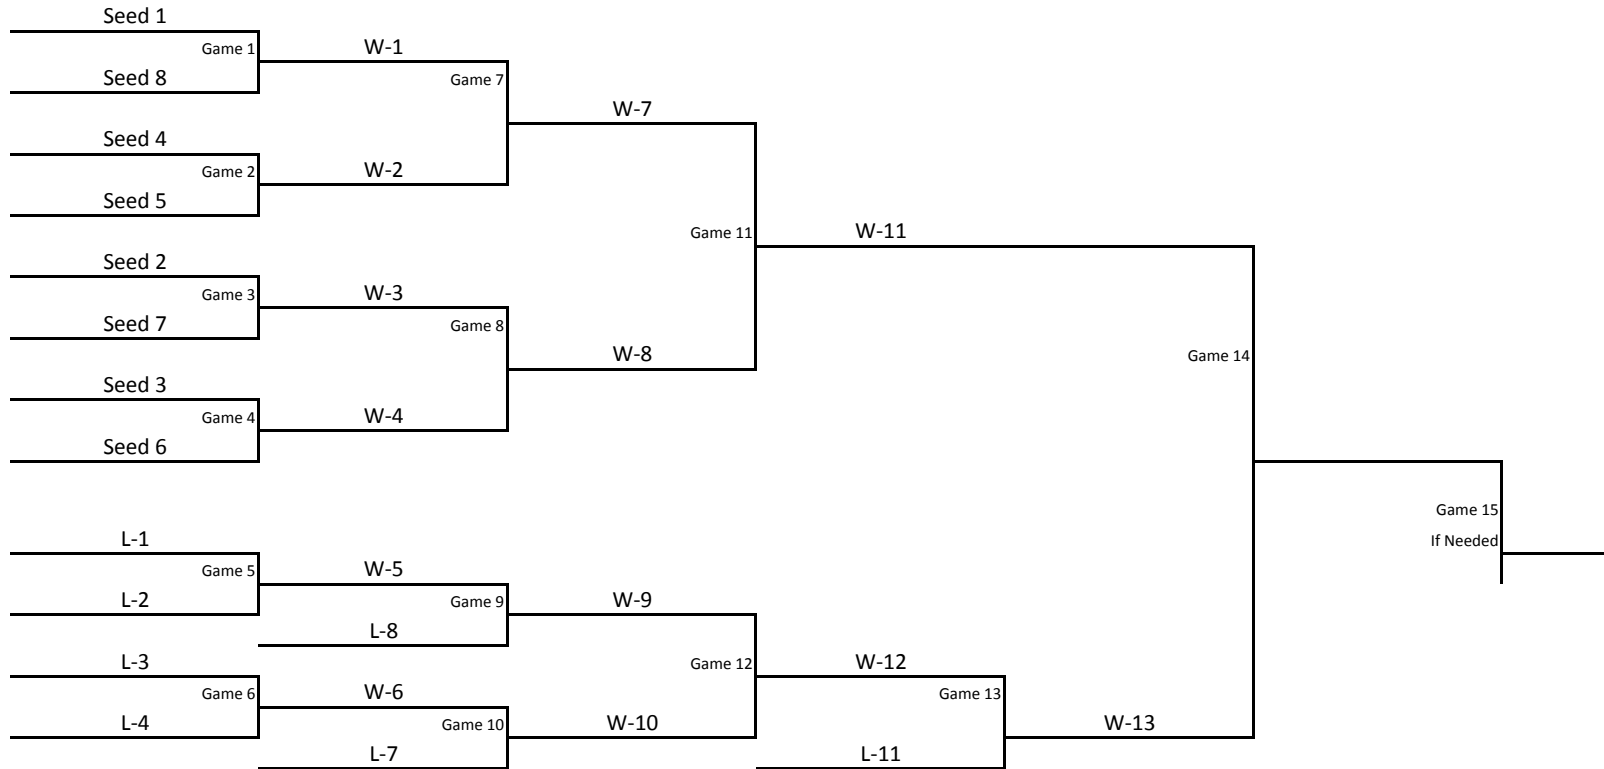 Seed 1
Game 1
W-1
Seed 8
Game 7
W-7
Seed 4
Game 2
W-2
Seed 5
Game 11
W-11
Seed 2
Game 3
W-3
Seed 7
Game 8
W-8
Game 14
Seed 3
Game 4
W-4
Seed 6
Game 15
If Needed
L-1
Game 5
W-5
L-2
Game 9
W-9
L-8
L-3
Game 12
W-12
Game 6
W-6
Game 13
L-4
Game 10
W-10
W-13
L-7
L-11